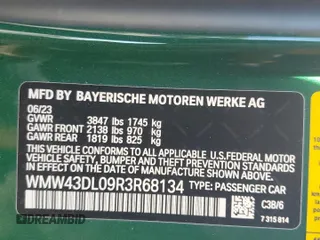 MFD BY BAYERISCHE MOTOREN WERKE AG
06/23
GVWR 3847 lbs 1745 kg
GAWR FRONT 2138 lbs 970 kg
GAWR REAR 1819 lbs 825 kg
THIS VEHICLE CONFORMS TO ALL APPLICABLE U.S. FEDERAL
MOTOR VEHICLE SAFETY, BUMPER, AND THEFT PREVENTION
STANDARDS IN EFFECT ON THE DATE OF MANUFACTURE SHOWN ABOVE.
WMW43DL09R3R68134 TYPE: PASSENGER CAR
C3B/6
7 315 814
DREAMBID